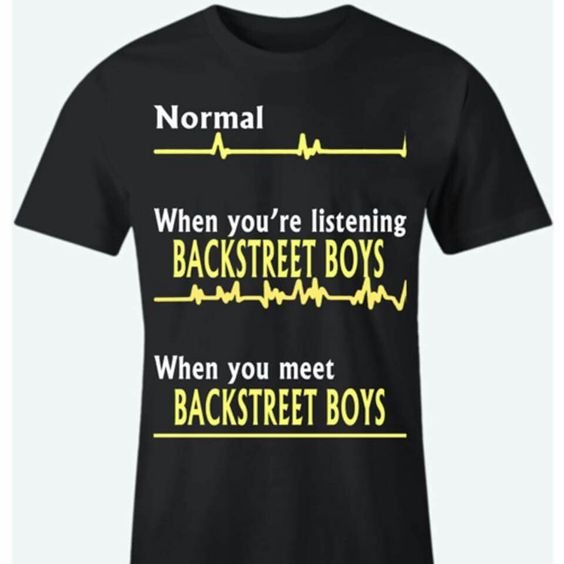 Normal
When you're listening
BACKSTREET BOYS
When you meet
BACKSTREET BOYS